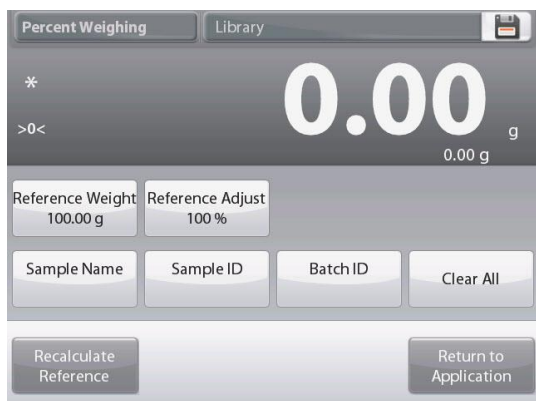 Percent Weighing
Library
*
>0<
0.00 g
0.00 g
Reference Weight
100.00 g
Reference Adjust
100 %
Sample Name
Sample ID
Batch ID
Clear All
Recalculate
Reference
Return to
Application